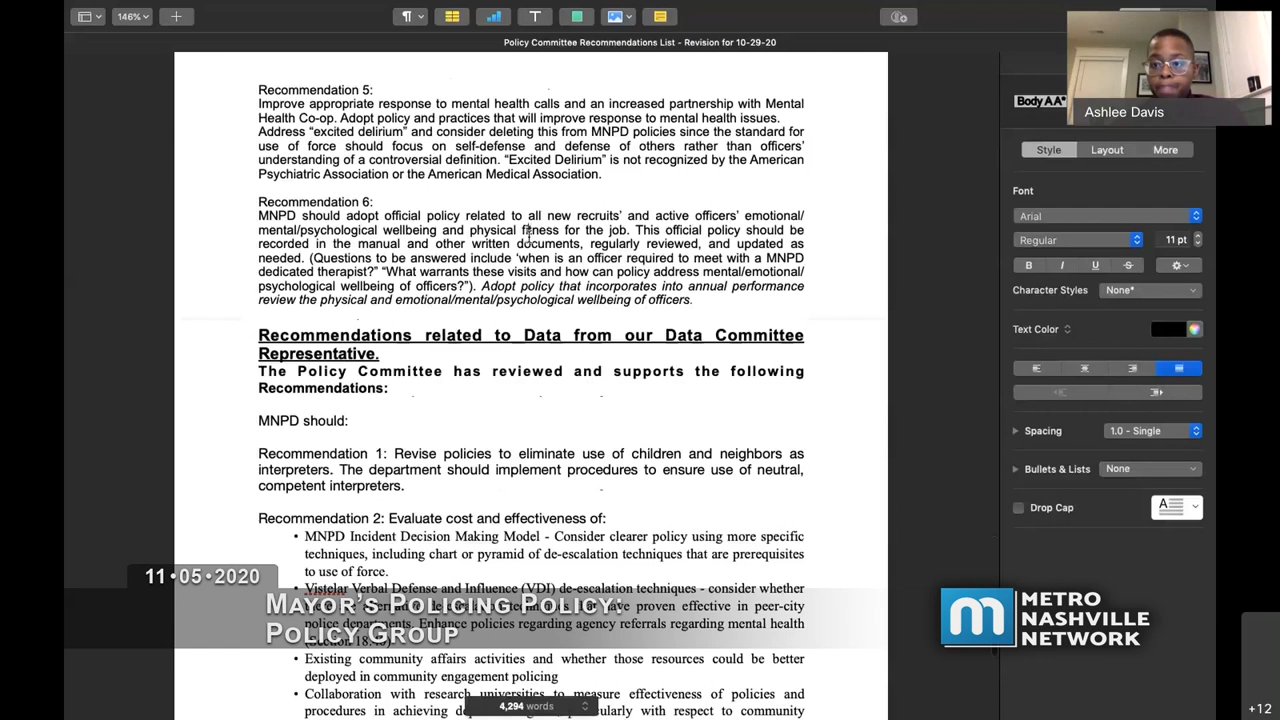 146%
Policy Committee Recommendations List - Revision for 10-29-20
Ashlee Davis
Recommendation 5:
Improve appropriate response to mental health calls and an increased partnership with Mental
Health Co-op. Adopt policy and practices that will improve response to mental health issues.
Address “excited delirium” and consider deleting this from MNPD policies since the standard for
use of force should focus on self-defense and defense of others rather than officers’
understanding of a controversial definition. “Excited Delirium” is not recognized by the American
Psychiatric Association or the American Medical Association.
Recommendation 6:
MNPD should adopt official policy related to all new recruits’ and active officers’ emotional/
mental/psychological wellbeing and physical fitness for the job. This official policy should be
recorded in the manual and other written documents, regularly reviewed, and updated as
needed. (Questions to be answered include ‘when is an officer required to meet with a MNPD
dedicated therapist?” “What warrants these visits and how can policy address mental/emotional/
psychological wellbeing of officers?”). Adopt policy that incorporates into annual performance
review the physical and emotional/mental/psychological wellbeing of officers.
Recommendations related to Data from our Data Committee
Representative.
The Policy Committee has reviewed and supports the following
Recommendations:
MNPD should:
Recommendation 1: Revise policies to eliminate use of children and neighbors as
interpreters. The department should implement procedures to ensure use of neutral,
competent interpreters.
Recommendation 2: Evaluate cost and effectiveness of:
• MNPD Incident Decision Making Model - Consider clearer policy using more specific
techniques, including chart or pyramid of de-escalation techniques that are prerequisites
to use of force.
• Vistelar Verbal Defense and Influence (VDI) de-escalation techniques - consider whether
have proven effective in peer-city
police departments. Enhance policies regarding agency referrals regarding mental health
• Existing community affairs activities and whether those resources could be better
deployed in community engagement policing
• Collaboration with research universities to measure effectiveness of policies and
procedures in achieving particularly with respect to community
4,294 words
Body AA*
Style Layout More
Font
Arial
Regular 11 pt
B I U S
Character Styles None*
Text Color
Spacing 1.0 - Single
Bullets & Lists None
Drop Cap
A
11•05•2020
Mayor's Policing Policy:
Policy Group
m
METRO
NASHVILLE
NETWORK
+12